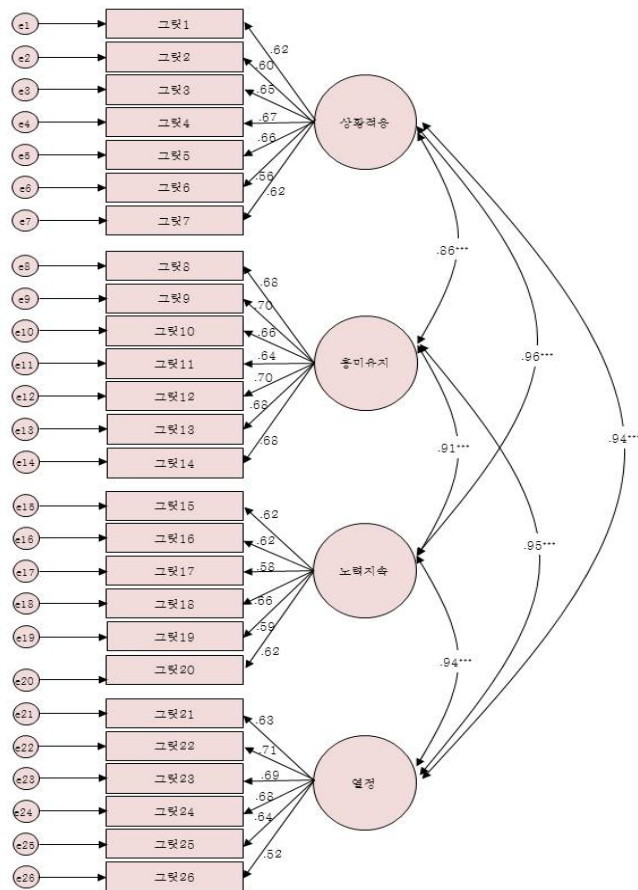 e1 그릿1 .62
e2 그릿2 .60
e3 그릿3 .65
e4 그릿4 .67 상황적응
e5 그릿5 .66
e6 그릿6 .56
e7 그릿7 .62
.86***
e8 그릿8 .68
e9 그릿9 .70
e10 그릿10 .66
e11 그릿11 .64 흥미유지
.96***
e12 그릿12 .70
e13 그릿13 .68
e14 그릿14 .68
.91***
.94***
e15 그릿15 .62
e16 그릿16 .62
.95***
e17 그릿17 .58 노력지속
e18 그릿18 .66
e19 그릿19 .59
e20 그릿20 .62
.94***
e21 그릿21 .63
e22 그릿22 .71
e23 그릿23 .69 열정
e24 그릿24 .68
e25 그릿25 .64
e26 그릿26 .52